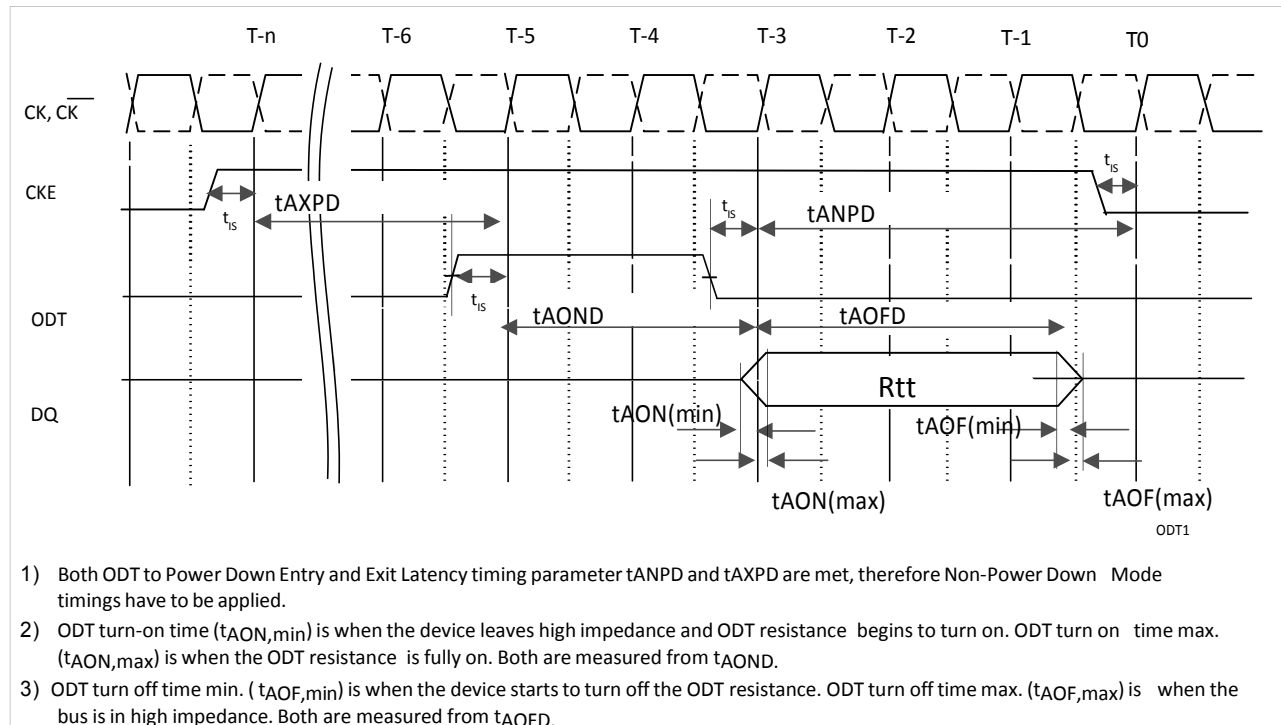 T-n T-6 T-5 T-4 T-3 T-2 T-1 T0
CK, CK
CKE
tIS
tIS
tAXPD
tIS
tANPD
tIS
ODT
tAOND
tAOFD
DQ
Rtt
tAON(min)
tAOF(min)
tAON(max)
tAOF(max)
ODT1
1) Both ODT to Power Down Entry and Exit Latency timing parameter tANPD and tAXPD are met, therefore Non-Power Down Mode
timings have to be applied.
2) ODT turn-on time (tAON,min) is when the device leaves high impedance and ODT resistance begins to turn on. ODT turn on time max.
(tAON,max) is when the ODT resistance is fully on. Both are measured from tAOND.
3) ODT turn off time min. ( tAOF,min) is when the device starts to turn off the ODT resistance. ODT turn off time max. (tAOF,max) is when the
bus is in high impedance. Both are measured from tAOFD.